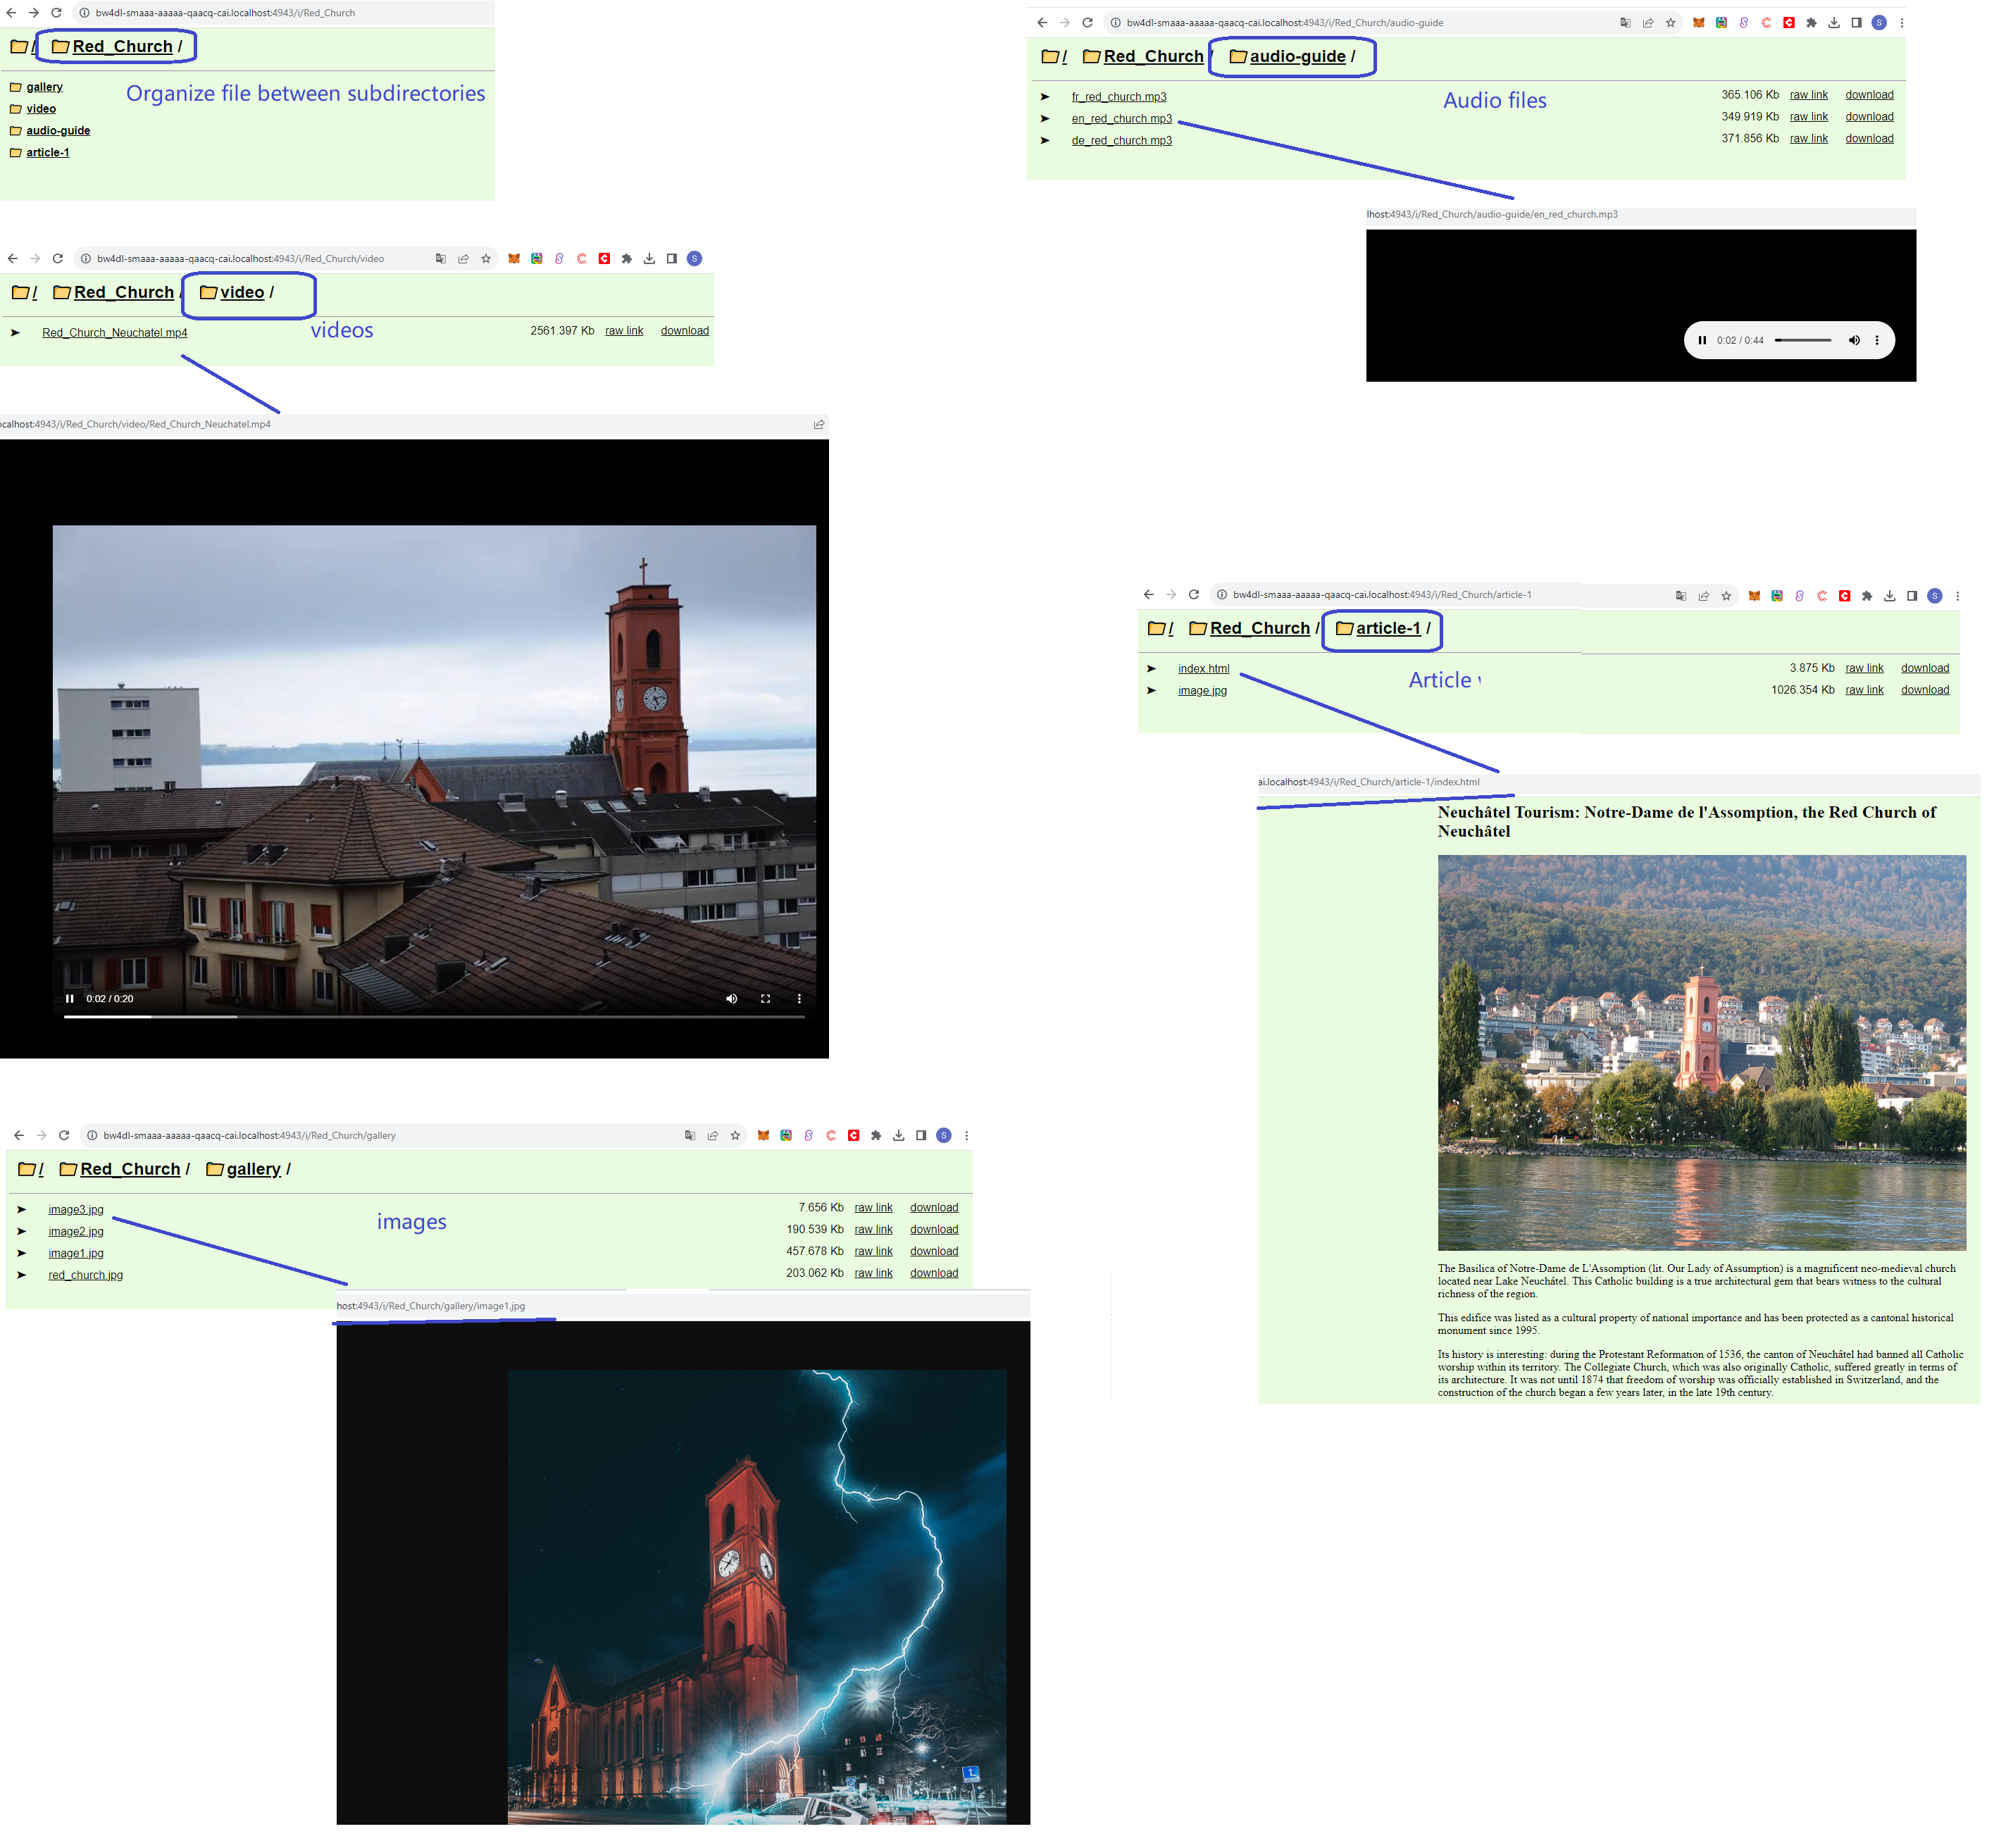 bw4dl-smaaa-aaaaa-qaacq-cai.localhost:4943/i/Red_Church
/ Red_Church /
gallery
video
audio-guide
article-1
Organize file between subdirectories
bw4dl-smaaa-aaaaa-qaacq-cai.localhost:4943/i/Red_Church/video
S
/ Red_Church / video /
Red_Church_Neuchatel.mp4 2561.397 Kb raw link download
videos
ocalhost:4943/i/Red_Church/video/Red_Church_Neuchatel.mp4
0:02 / 0:20
bw4dl-smaaa-aaaaa-qaacq-cai.localhost:4943/i/Red_Church/gallery
S
/ Red_Church / gallery /
image3.jpg 7.656 Kb raw link download
image2.jpg 190.539 Kb raw link download
image1.jpg 457.678 Kb raw link download
red_church.jpg 203.062 Kb raw link download
images
host:4943/i/Red_Church/gallery/image1.jpg
bw4dl-smaaa-aaaaa-qaacq-cai.localhost:4943/i/Red_Church/audio-guide
S
/ Red_Church / audio-guide /
fr_red_church.mp3 365.106 Kb raw link download
en_red_church.mp3 349.919 Kb raw link download
de_red_church.mp3 371.856 Kb raw link download
Audio files
lhost:4943/i/Red_Church/audio-guide/en_red_church.mp3
0:02 / 0:44
bw4dl-smaaa-aaaaa-qaacq-cai.localhost:4943/i/Red_Church/article-1
S
/ Red_Church / article-1 /
index.html 3.875 Kb raw link download
image.jpg 1026.354 Kb raw link download
Article
ai.localhost:4943/i/Red_Church/article-1/index.html
Neuchâtel Tourism: Notre-Dame de l'Assomption, the Red Church of
Neuchâtel
The Basilica of Notre-Dame de L'Assomption (lit. Our Lady of Assumption) is a magnificent neo-medieval church
located near Lake Neuchâtel. This Catholic building is a true architectural gem that bears witness to the cultural
richness of the region.
This edifice was listed as a cultural property of national importance and has been protected as a cantonal historical
monument since 1995.
Its history is interesting: during the Protestant Reformation of 1536, the canton of Neuchâtel had banned all Catholic
worship within its territory. The Collegiate Church, which was also originally Catholic, suffered greatly in terms of
its architecture. It was not until 1874 that freedom of worship was officially established in Switzerland, and the
construction of the church began a few years later, in the late 19th century.